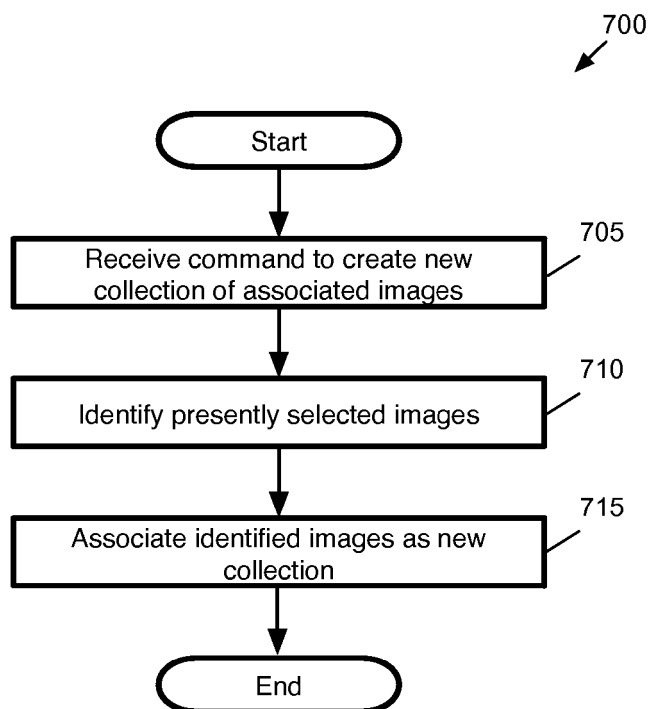 700
Start
705
Receive command to create new
collection of associated images
710
Identify presently selected images
715
Associate identified images as new
collection
End